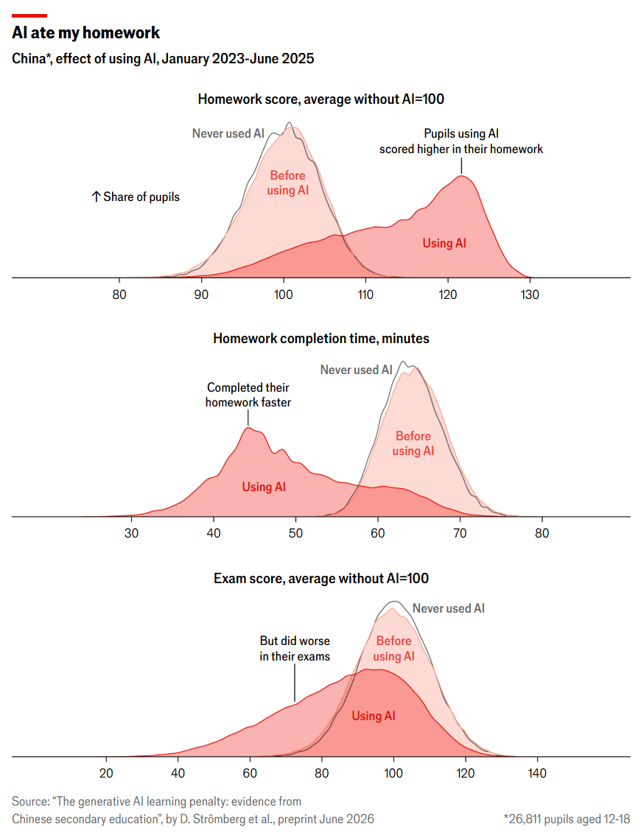 AI ate my homework
China*, effect of using AI, January 2023-June 2025
Homework score, average without AI=100
Never used AI
Pupils using AI
scored higher in their homework
Before
using AI
↑ Share of pupils
Using AI
80 90 100 110 120 130
Homework completion time, minutes
Never used AI
Completed their
homework faster
Before
using AI
Using AI
30 40 50 60 70 80
Exam score, average without AI=100
Never used AI
But did worse
in their exams
Before
using AI
Using AI
20 40 60 80 100 120 140
Source: “The generative AI learning penalty: evidence from
Chinese secondary education”, by D. Strömberg et al., preprint June 2026
*26,811 pupils aged 12-18